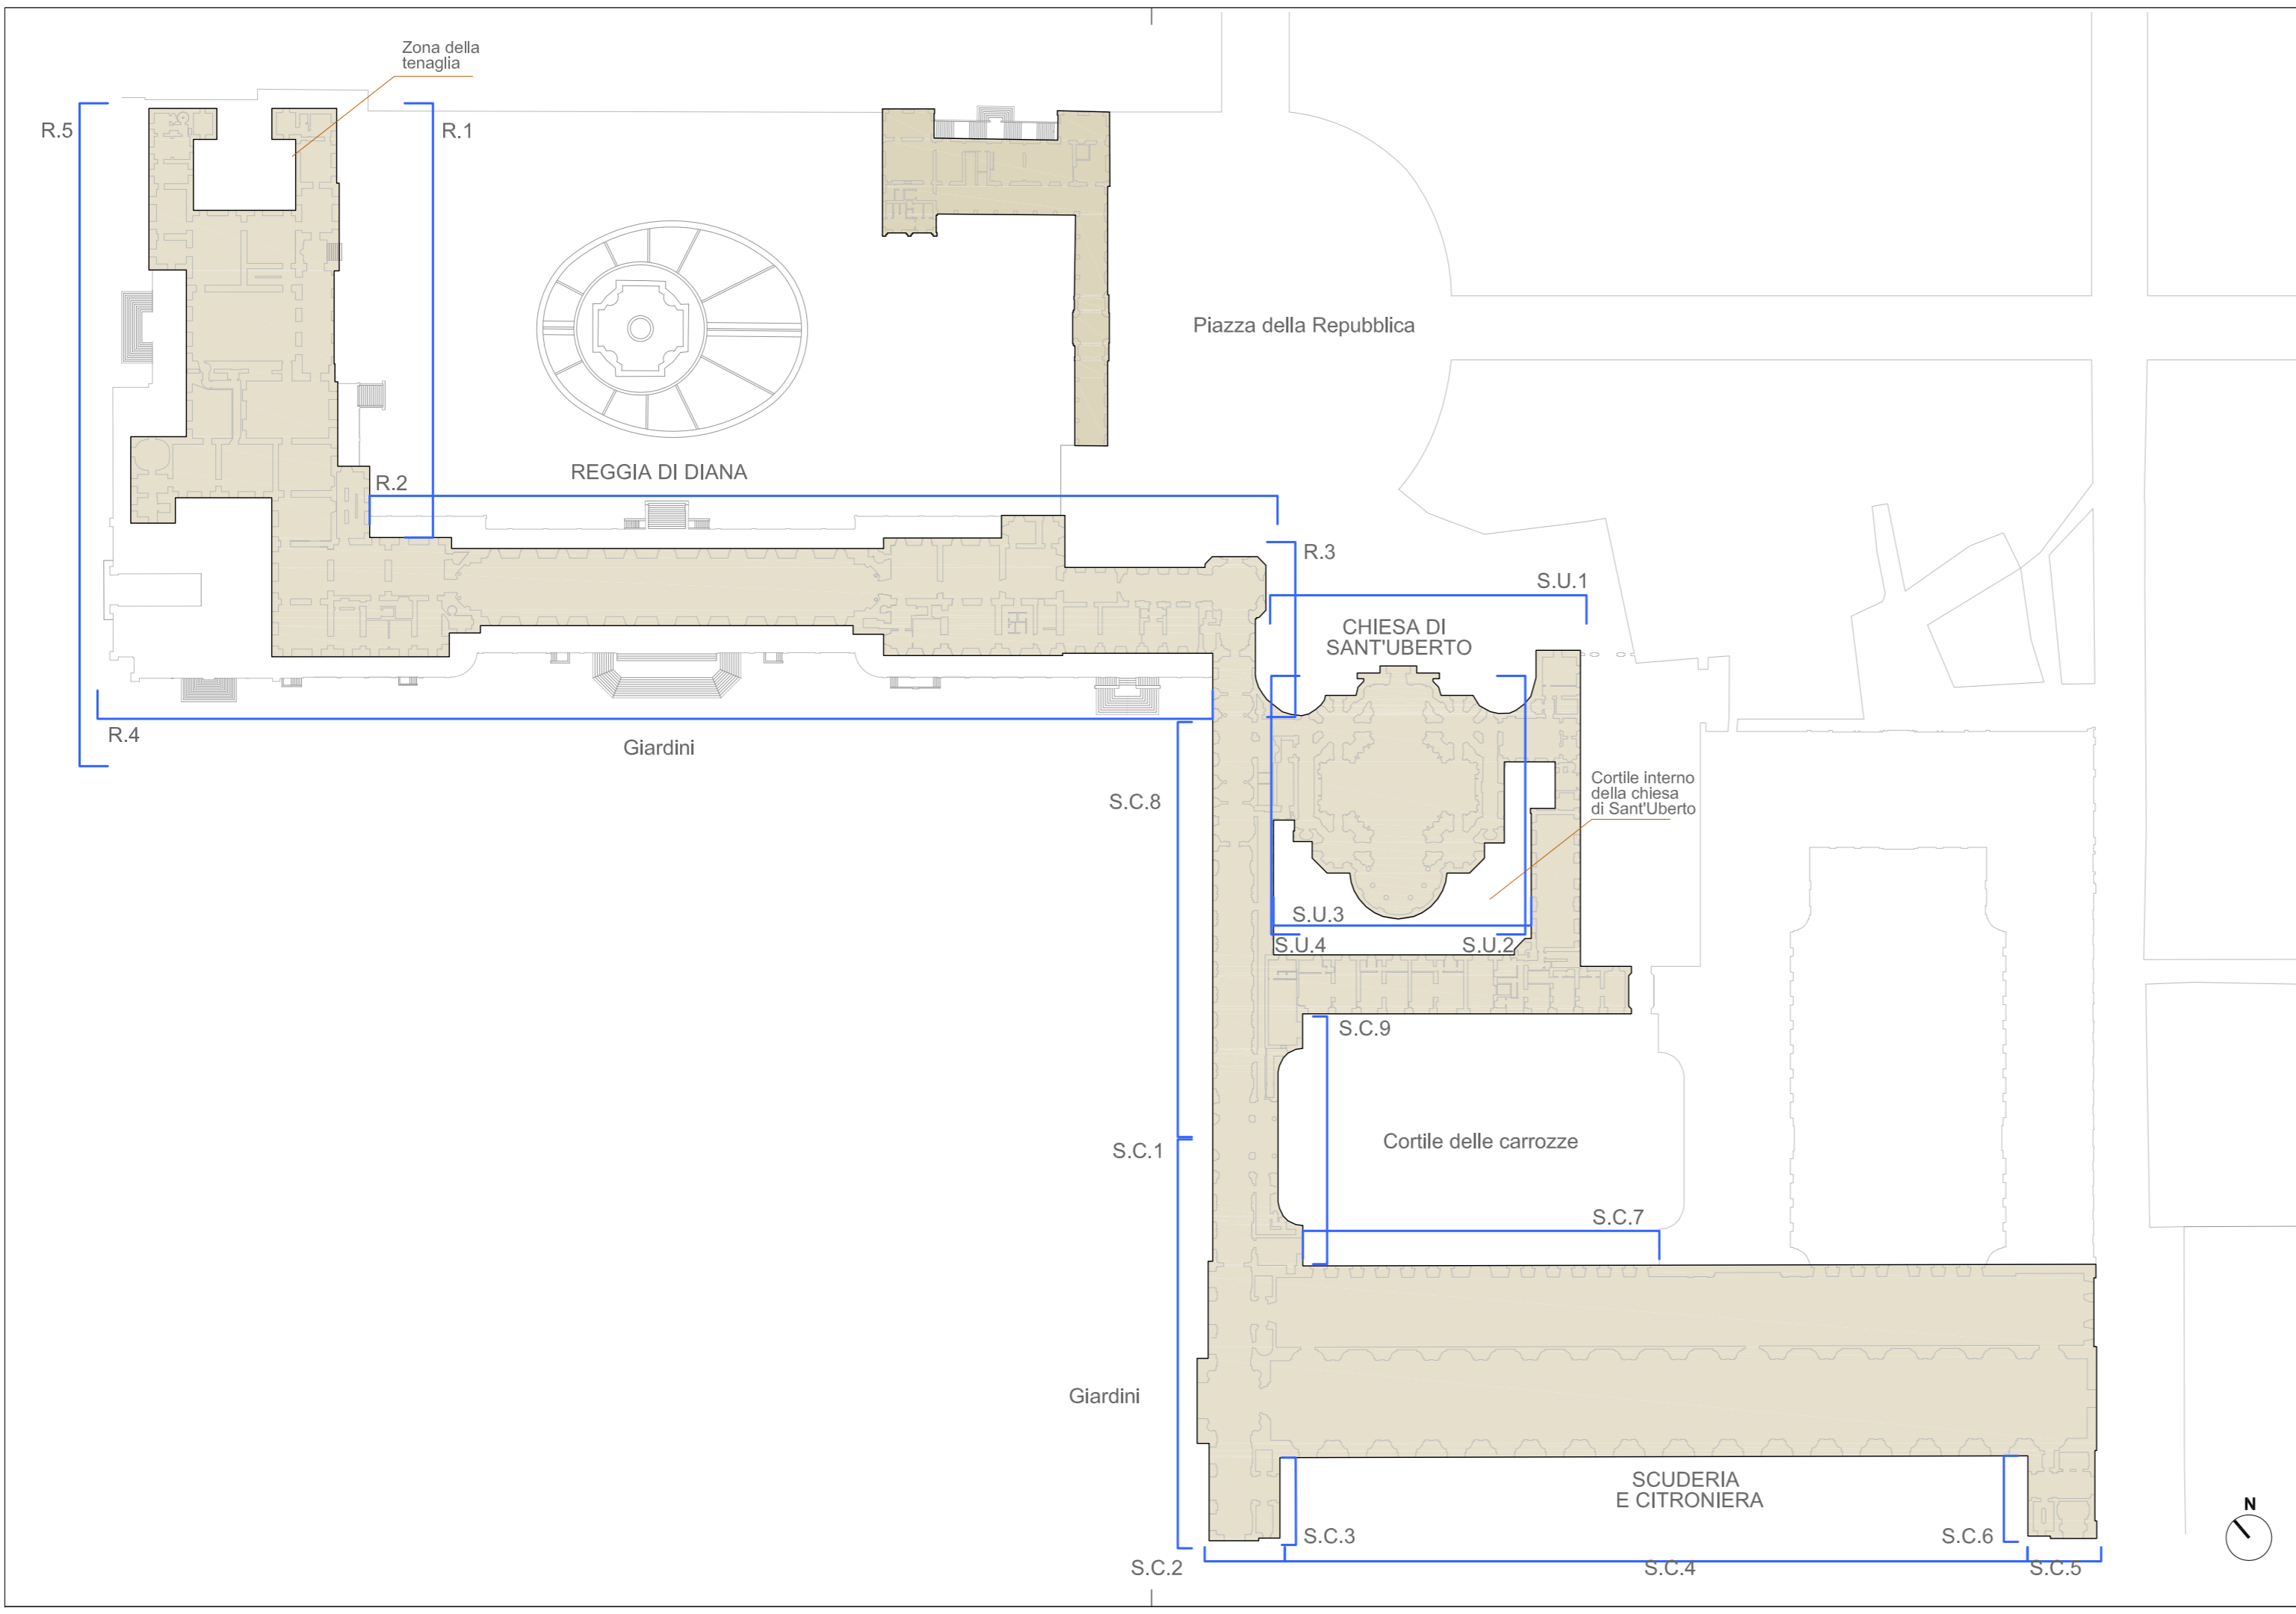 Zona della
tenaglia
R.5
R.1
Piazza della Repubblica
REGGIA DI DIANA
R.2
R.3
S.U.1
CHIESA DI
SANT'UBERTO
R.4
Giardini
Cortile interno
della chiesa
di Sant'Uberto
S.C.8
S.U.3
S.U.4
S.U.2
S.C.9
Cortile delle carrozze
S.C.1
S.C.7
Giardini
SCUDERIA
E CITRONIERA
N
S.C.3
S.C.6
S.C.2
S.C.4
S.C.5